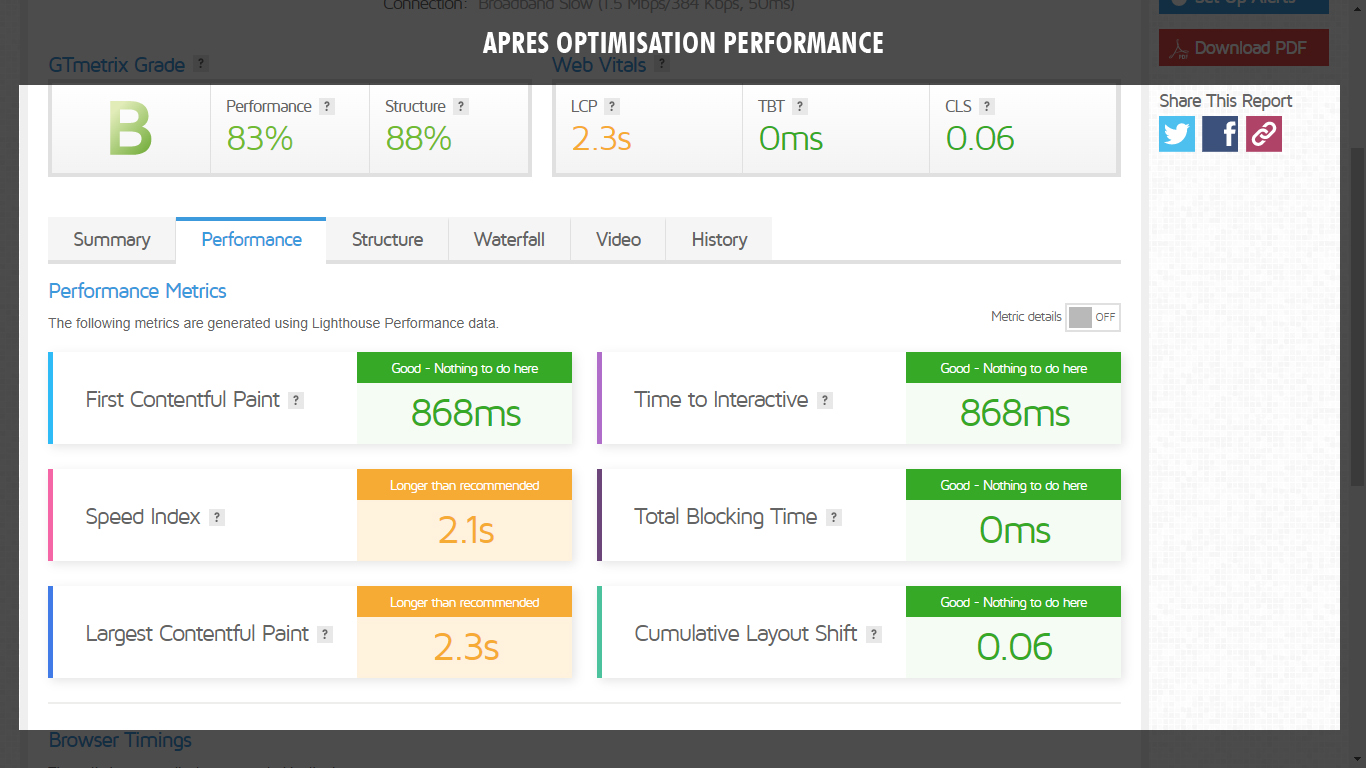 Connection: Broadband Slow (1.5 Mbps/384 Kbps, 50ms)
Set Up Alerts
APRES OPTIMISATION PERFORMANCE
Download PDF
GTmetrix Grade ?
Web Vitals ?
B
Performance ?
83%
Structure ?
88%
LCP ?
2.3s
TBT ?
0ms
CLS ?
0.06
Share This Report
Summary
Performance
Structure
Waterfall
Video
History
Performance Metrics
The following metrics are generated using Lighthouse Performance data.
Metric details OFF
First Contentful Paint ?
Good - Nothing to do here
868ms
Time to Interactive ?
Good - Nothing to do here
868ms
Speed Index ?
Longer than recommended
2.1s
Total Blocking Time ?
Good - Nothing to do here
0ms
Largest Contentful Paint ?
Longer than recommended
2.3s
Cumulative Layout Shift ?
Good - Nothing to do here
0.06
Browser Timings